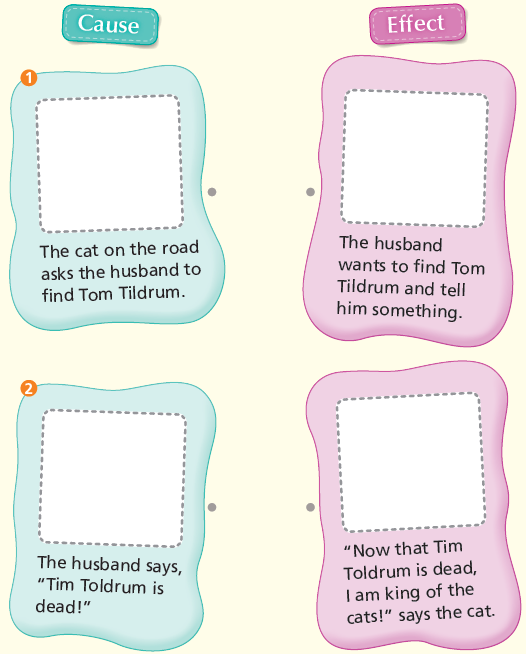 Cause
Effect
1
The cat on the road
asks the husband to
find Tom Tildrum.
The husband
wants to find Tom
Tildrum and tell
him something.
2
The husband says,
“Tim Toldrum is
dead!”
“Now that Tim
Toldrum is dead,
I am king of the
cats!” says the cat.